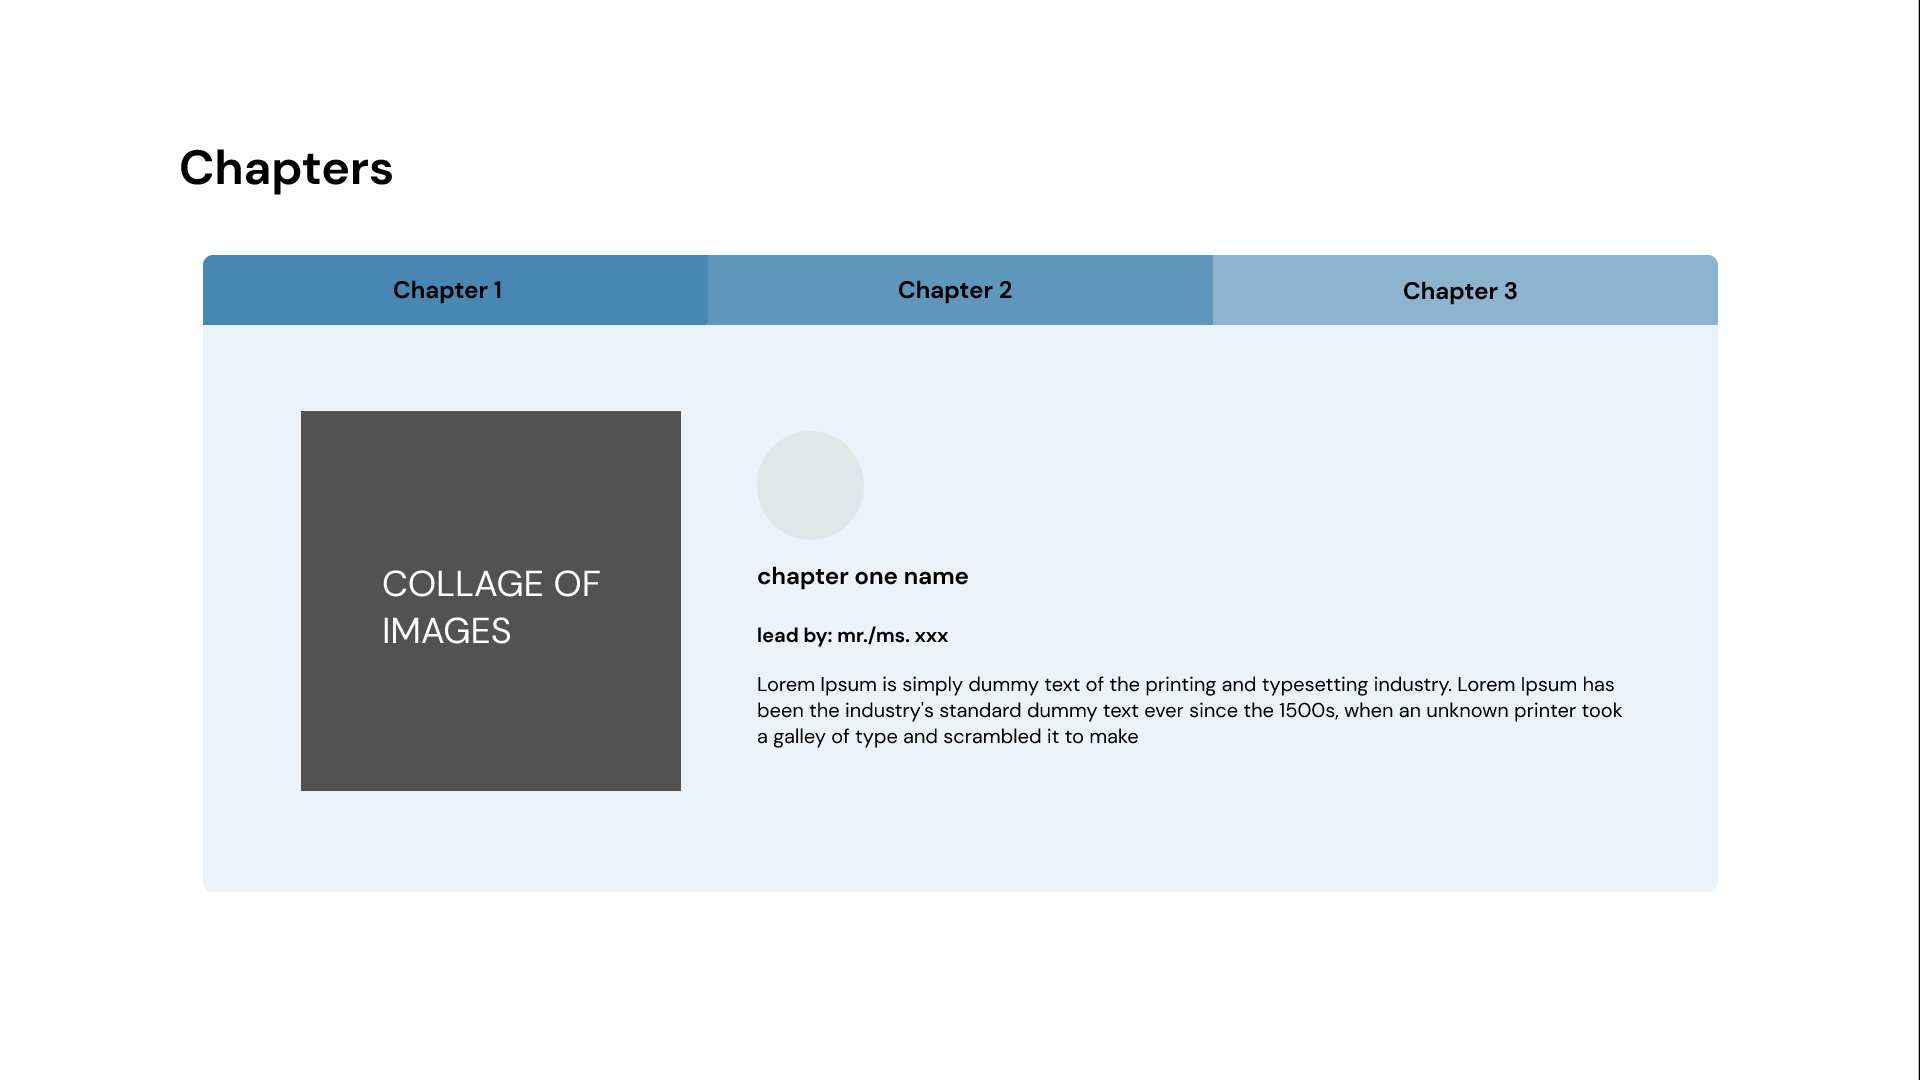 Chapters
Chapter 1
Chapter 2
Chapter 3
COLLAGE OF
IMAGES
chapter one name
lead by: mr./ms. xxx
Lorem Ipsum is simply dummy text of the printing and typesetting industry. Lorem Ipsum has
been the industry's standard dummy text ever since the 1500s, when an unknown printer took
a galley of type and scrambled it to make